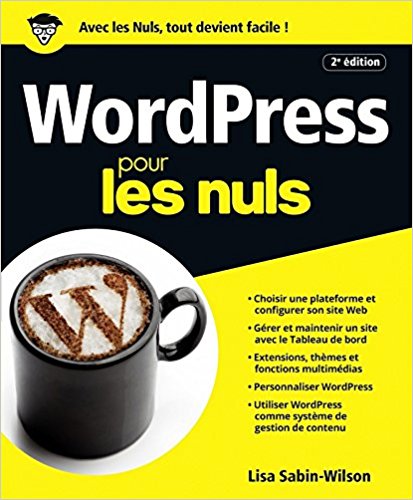 Avec les Nuls, tout devient facile !
2e édition
WordPress
pour
les nuls
W
• Choisir une plateforme et
configurer son site Web
• Gérer et maintenir un site
avec le Tableau de bord
• Extensions, thèmes et
fonctions multimédias
• Personnaliser WordPress
• Utiliser WordPress
comme système de
gestion de contenu
Lisa Sabin-Wilson